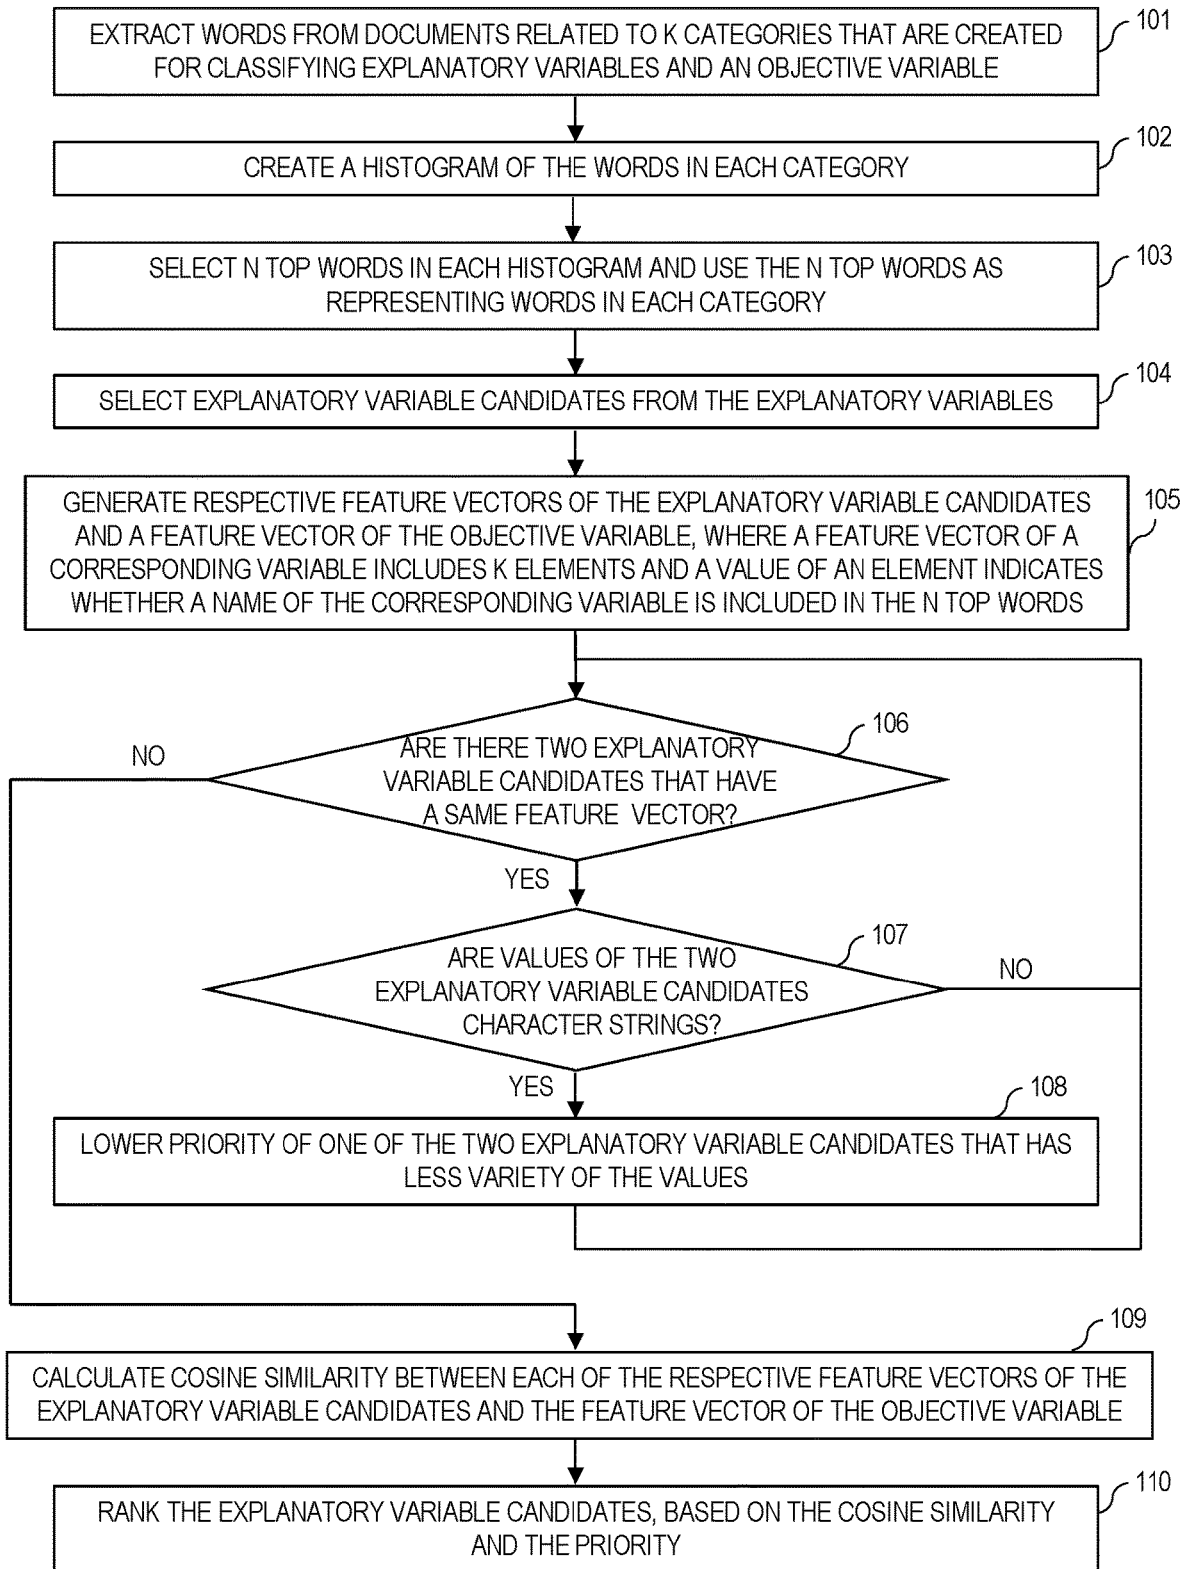 EXTRACT WORDS FROM DOCUMENTS RELATED TO K CATEGORIES THAT ARE CREATED
FOR CLASSIFYING EXPLANATORY VARIABLES AND AN OBJECTIVE VARIABLE
101
CREATE A HISTOGRAM OF THE WORDS IN EACH CATEGORY
102
SELECT N TOP WORDS IN EACH HISTOGRAM AND USE THE N TOP WORDS AS
REPRESENTING WORDS IN EACH CATEGORY
103
SELECT EXPLANATORY VARIABLE CANDIDATES FROM THE EXPLANATORY VARIABLES
104
GENERATE RESPECTIVE FEATURE VECTORS OF THE EXPLANATORY VARIABLE CANDIDATES
AND A FEATURE VECTOR OF THE OBJECTIVE VARIABLE, WHERE A FEATURE VECTOR OF A
CORRESPONDING VARIABLE INCLUDES K ELEMENTS AND A VALUE OF AN ELEMENT INDICATES
WHETHER A NAME OF THE CORRESPONDING VARIABLE IS INCLUDED IN THE N TOP WORDS
105
ARE THERE TWO EXPLANATORY
VARIABLE CANDIDATES THAT HAVE
A SAME FEATURE VECTOR?
106
NO
YES
ARE VALUES OF THE TWO
EXPLANATORY VARIABLE CANDIDATES
CHARACTER STRINGS?
107
NO
YES
108
LOWER PRIORITY OF ONE OF THE TWO EXPLANATORY VARIABLE CANDIDATES THAT HAS
LESS VARIETY OF THE VALUES
109
CALCULATE COSINE SIMILARITY BETWEEN EACH OF THE RESPECTIVE FEATURE VECTORS OF THE
EXPLANATORY VARIABLE CANDIDATES AND THE FEATURE VECTOR OF THE OBJECTIVE VARIABLE
110
RANK THE EXPLANATORY VARIABLE CANDIDATES, BASED ON THE COSINE SIMILARITY
AND THE PRIORITY